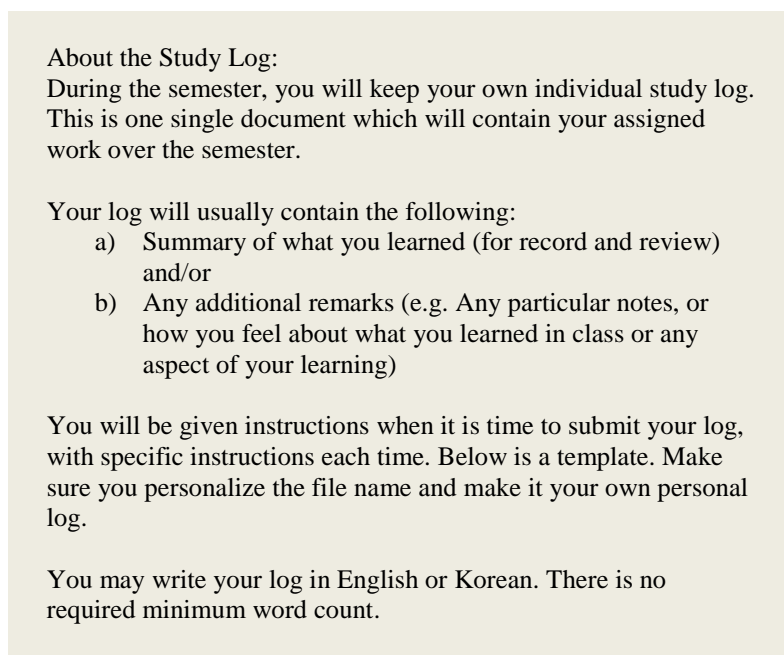 About the Study Log:
During the semester, you will keep your own individual study log.
This is one single document which will contain your assigned
work over the semester.
Your log will usually contain the following:
a) Summary of what you learned (for record and review)
and/or
b) Any additional remarks (e.g. Any particular notes, or
how you feel about what you learned in class or any
aspect of your learning)
You will be given instructions when it is time to submit your log,
with specific instructions each time. Below is a template. Make
sure you personalize the file name and make it your own personal
log.
You may write your log in English or Korean. There is no
required minimum word count.